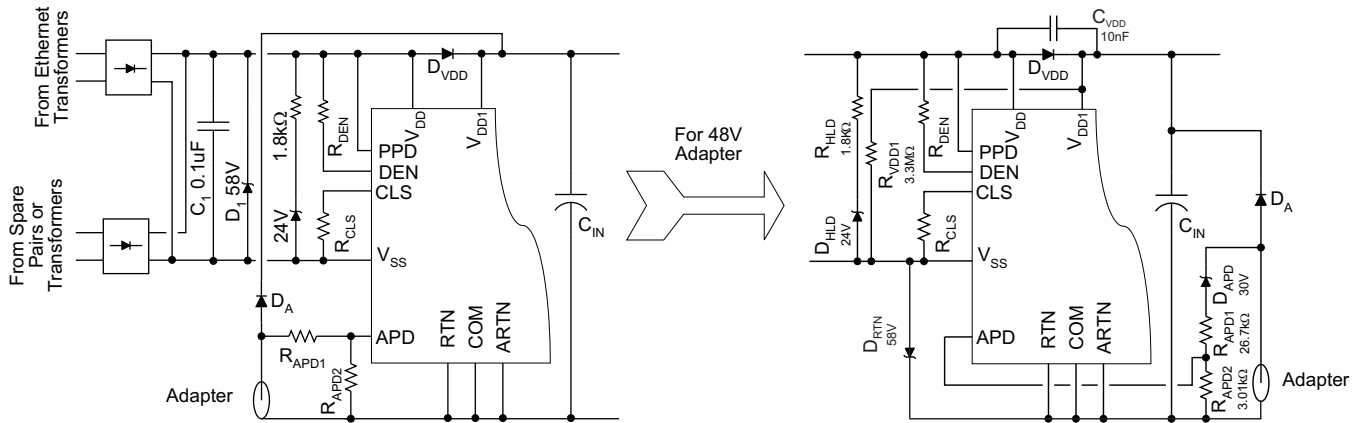 From Ethernet
Transformers
From Spare
Pairs or
Transformers
C1 0.1uF
D1 58V
1.8kΩ
24V
RDEN
RCLS
DVDD
VDD
VDD1
PPD
DEN
CLS
VSS
APD
RTN
COM
ARTN
CIN
DA
RAPD1
RAPD2
Adapter
For 48V
Adapter
CVDD
10nF
DVDD
RHLD
1.8KΩ
RVDD1
3.3MΩ
RDEN
DHLD
24V
RCLS
VDD
VDD1
PPD
DEN
CLS
VSS
APD
RTN
COM
ARTN
DRTN
58V
CIN
DA
DAPD
30V
RAPD1
26.7kΩ
RAPD2
3.01kΩ
Adapter